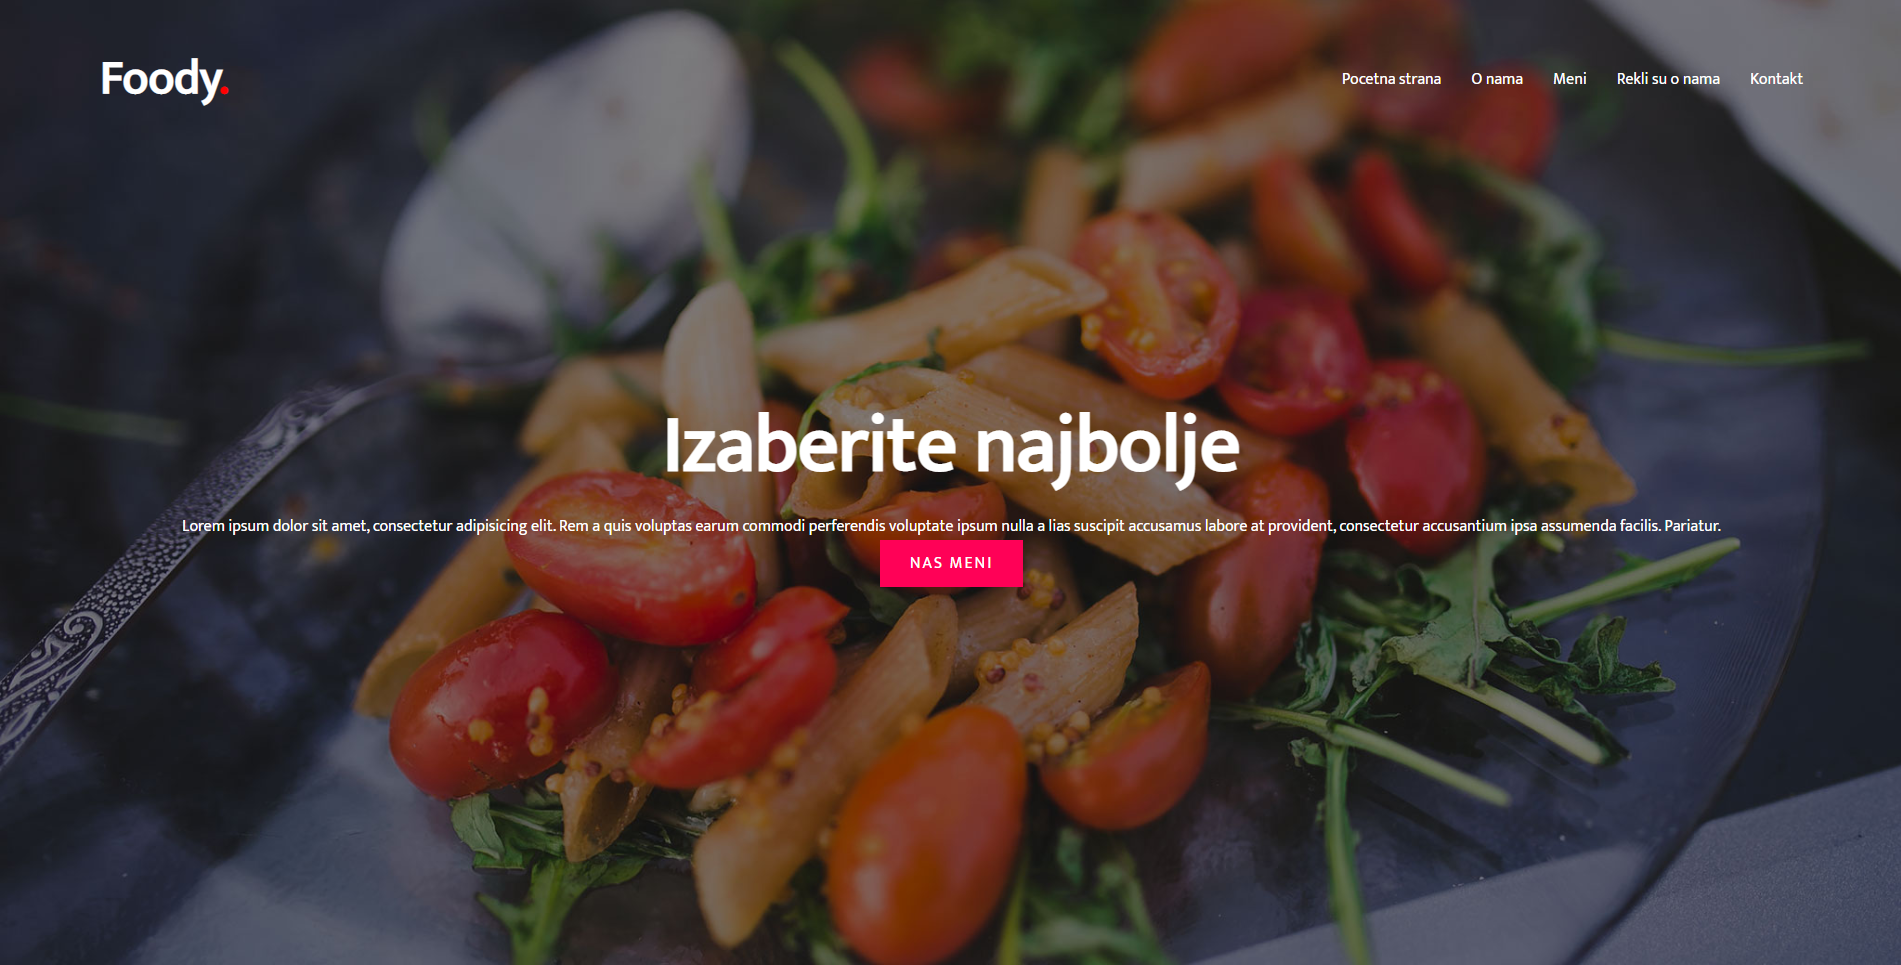 Foody.
Pocetna strana
O nama
Meni
Rekli su o nama
Kontakt
Izaberite najbolje
Lorem ipsum dolor sit amet, consectetur adipisicing elit. Rem a quis voluptas earum commodi perferendis voluptate ipsum nulla a lias suscipit accusamus labore at provident, consectetur accusantium ipsa assumenda facilis. Pariatur.
NAS MENI